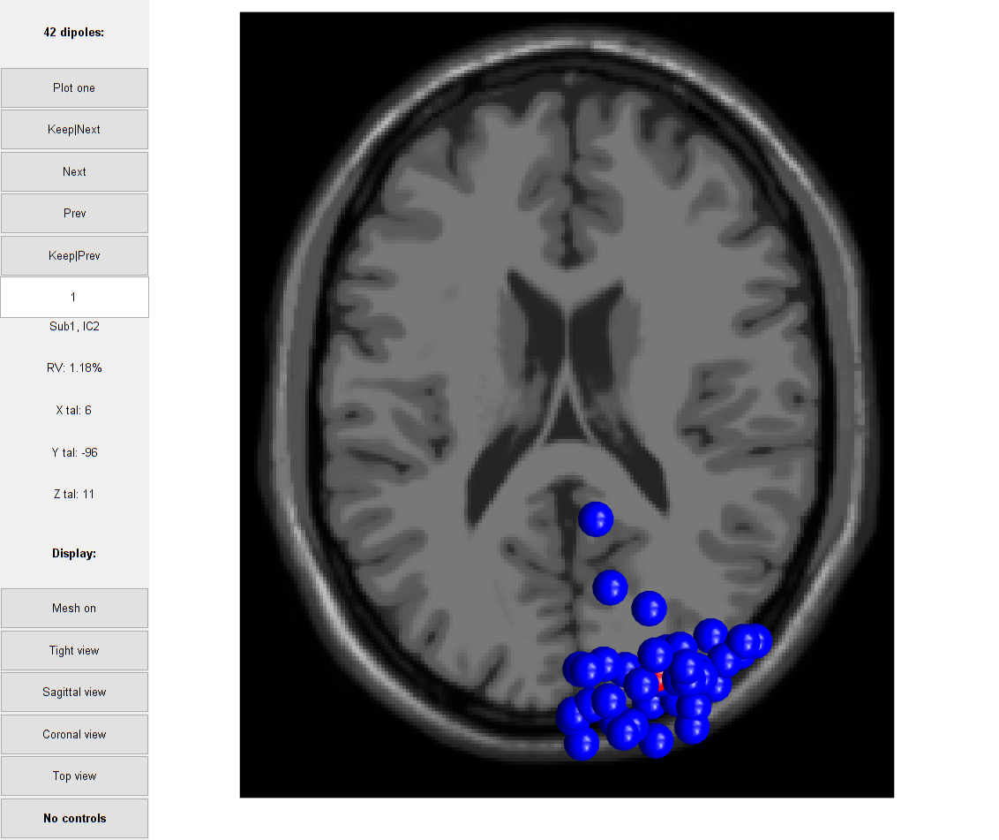 42 dipoles:
Plot one
Keep|Next
Next
Prev
Keep|Prev
1
Sub1, IC2
RV: 1.18%
X tal: 6
Y tal: -96
Z tal: 11
Display:
Mesh on
Tight view
Sagittal view
Coronal view
Top view
No controls